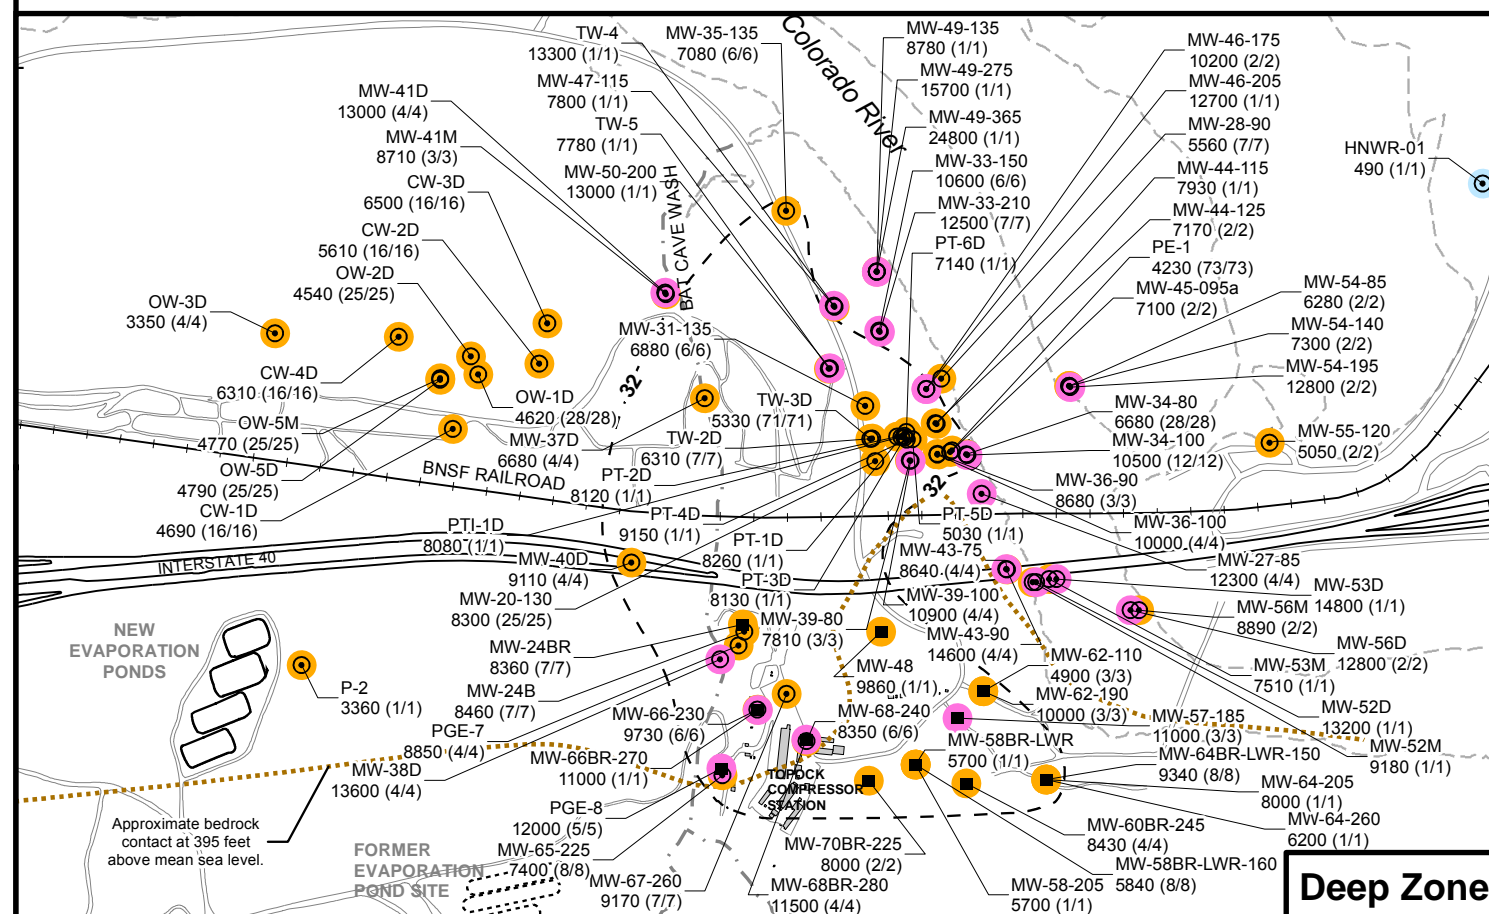 TW-4
13300 (1/1)
MW-35-135
7080 (6/6)
MW-49-135
8780 (1/1)
MW-46-175
10200 (2/2)
MW-47-115
7800 (1/1)
MW-49-275
15700 (1/1)
MW-46-205
12700 (1/1)
MW-41D
13000 (4/4)
TW-5
7780 (1/1)
MW-49-365
24800 (1/1)
MW-28-90
5560 (7/7)
MW-41M
8710 (3/3)
MW-50-200
13000 (1/1)
Colorado River
MW-33-150
10600 (6/6)
MW-44-115
7930 (1/1)
HNWR-01
490 (1/1)
CW-3D
6500 (16/16)
BAT CAVE WASH
MW-33-210
12500 (7/7)
MW-44-125
7170 (2/2)
CW-2D
5610 (16/16)
PT-6D
7140 (1/1)
PE-1
4230 (73/73)
OW-2D
4540 (25/25)
MW-45-095a
7100 (2/2)
MW-54-85
6280 (2/2)
OW-3D
3350 (4/4)
MW-31-135
6880 (6/6)
MW-54-140
7300 (2/2)
CW-4D
6310 (16/16)
32
MW-54-195
12800 (2/2)
OW-1D
4620 (28/28)
TW-3D
5330 (71/71)
MW-34-80
6680 (28/28)
OW-5M
4770 (25/25)
MW-37D
6680 (4/4)
TW-2D
6310 (7/7)
MW-34-100
10500 (12/12)
MW-55-120
5050 (2/2)
OW-5D
4790 (25/25)
BNSF RAILROAD
PT-2D
8120 (1/1)
32
MW-36-90
8680 (3/3)
CW-1D
4690 (16/16)
PTI-1D
8080 (1/1)
PT-4D
9150 (1/1)
PT-5D
5030 (1/1)
MW-36-100
10000 (4/4)
INTERSTATE 40
MW-40D
9110 (4/4)
PT-1D
8260 (1/1)
MW-43-75
8640 (4/4)
MW-27-85
12300 (4/4)
MW-20-130
8300 (25/25)
PT-3D
8130 (1/1)
MW-39-100
10900 (4/4)
MW-53D
14800 (1/1)
NEW
EVAPORATION
PONDS
MW-39-80
7810 (3/3)
MW-43-90
14600 (4/4)
MW-56M
8890 (2/2)
MW-24BR
8360 (7/7)
MW-48
9860 (1/1)
MW-62-110
4900 (3/3)
MW-56D
12800 (2/2)
P-2
3360 (1/1)
MW-24B
8460 (7/7)
MW-62-190
10000 (3/3)
MW-53M
7510 (1/1)
PGE-7
8850 (4/4)
MW-66-230
9730 (6/6)
MW-68-240
8350 (6/6)
MW-57-185
11000 (3/3)
MW-52D
13200 (1/1)
MW-38D
13600 (4/4)
MW-66BR-270
11000 (1/1)
MW-58BR-LWR
5700 (1/1)
MW-64BR-LWR-150
9340 (8/8)
MW-52M
9180 (1/1)
TOPOCK
COMPRESSOR
STATION
MW-64-205
8000 (1/1)
Approximate bedrock
contact at 395 feet
above mean sea level.
PGE-8
12000 (5/5)
MW-60BR-245
8430 (4/4)
MW-64-260
6200 (1/1)
FORMER
EVAPORATION
POND SITE
MW-65-225
7400 (8/8)
MW-70BR-225
8000 (2/2)
MW-58BR-LWR-160
5840 (8/8)
MW-67-260
9170 (7/7)
MW-68BR-280
11500 (4/4)
MW-58-205
5700 (1/1)
Deep Zone